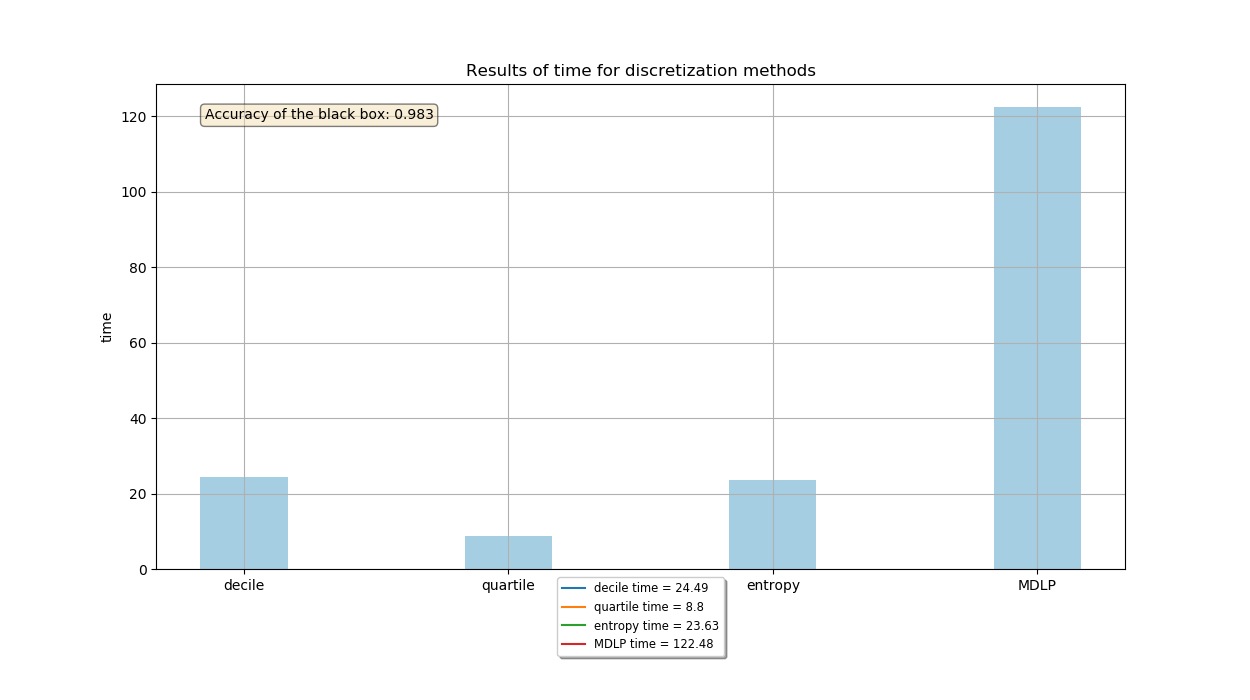 Results of time for discretization methods
Accuracy of the black box: 0.983
time
120
100
80
60
40
20
0
decile quartile entropy MDLP
decile time = 24.49
quartile time = 8.8
entropy time = 23.63
MDLP time = 122.48